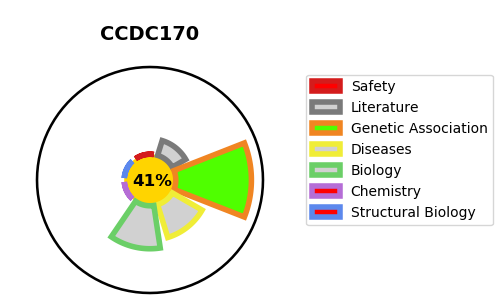 CCDC170
41%
Safety
Literature
Genetic Association
Diseases
Biology
Chemistry
Structural Biology